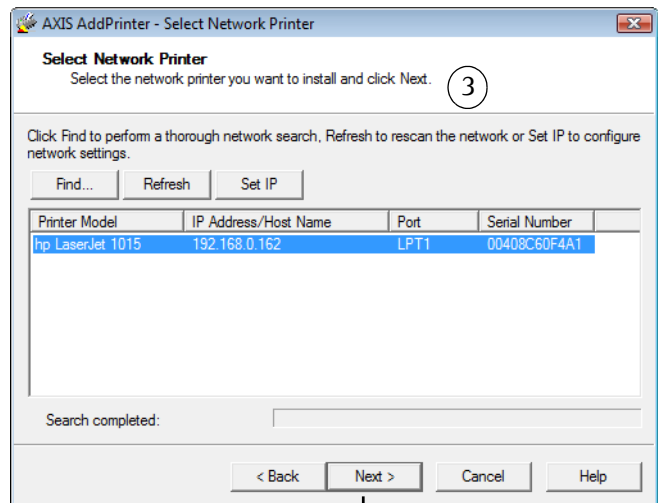 AXIS AddPrinter - Select Network Printer
Select Network Printer
Select the network printer you want to install and click Next.
3
Click Find to perform a thorough network search, Refresh to rescan the network or Set IP to configure
network settings.
Find... Refresh Set IP
Printer Model IP Address/Host Name Port Serial Number
hp LaserJet 1015 192.168.0.162 LPT1 00408C60F4A1
Search completed:
< Back Next > Cancel Help